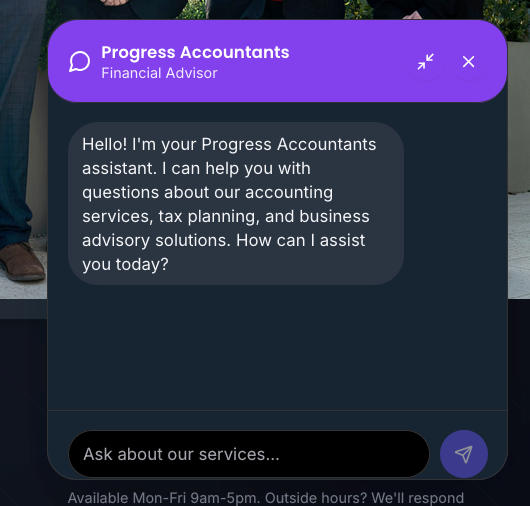 Progress Accountants
Financial Advisor
Hello! I'm your Progress Accountants
assistant. I can help you with
questions about our accounting
services, tax planning, and business
advisory solutions. How can I assist
you today?
Ask about our services...
Available Mon-Fri 9am-5pm. Outside hours? We'll respond